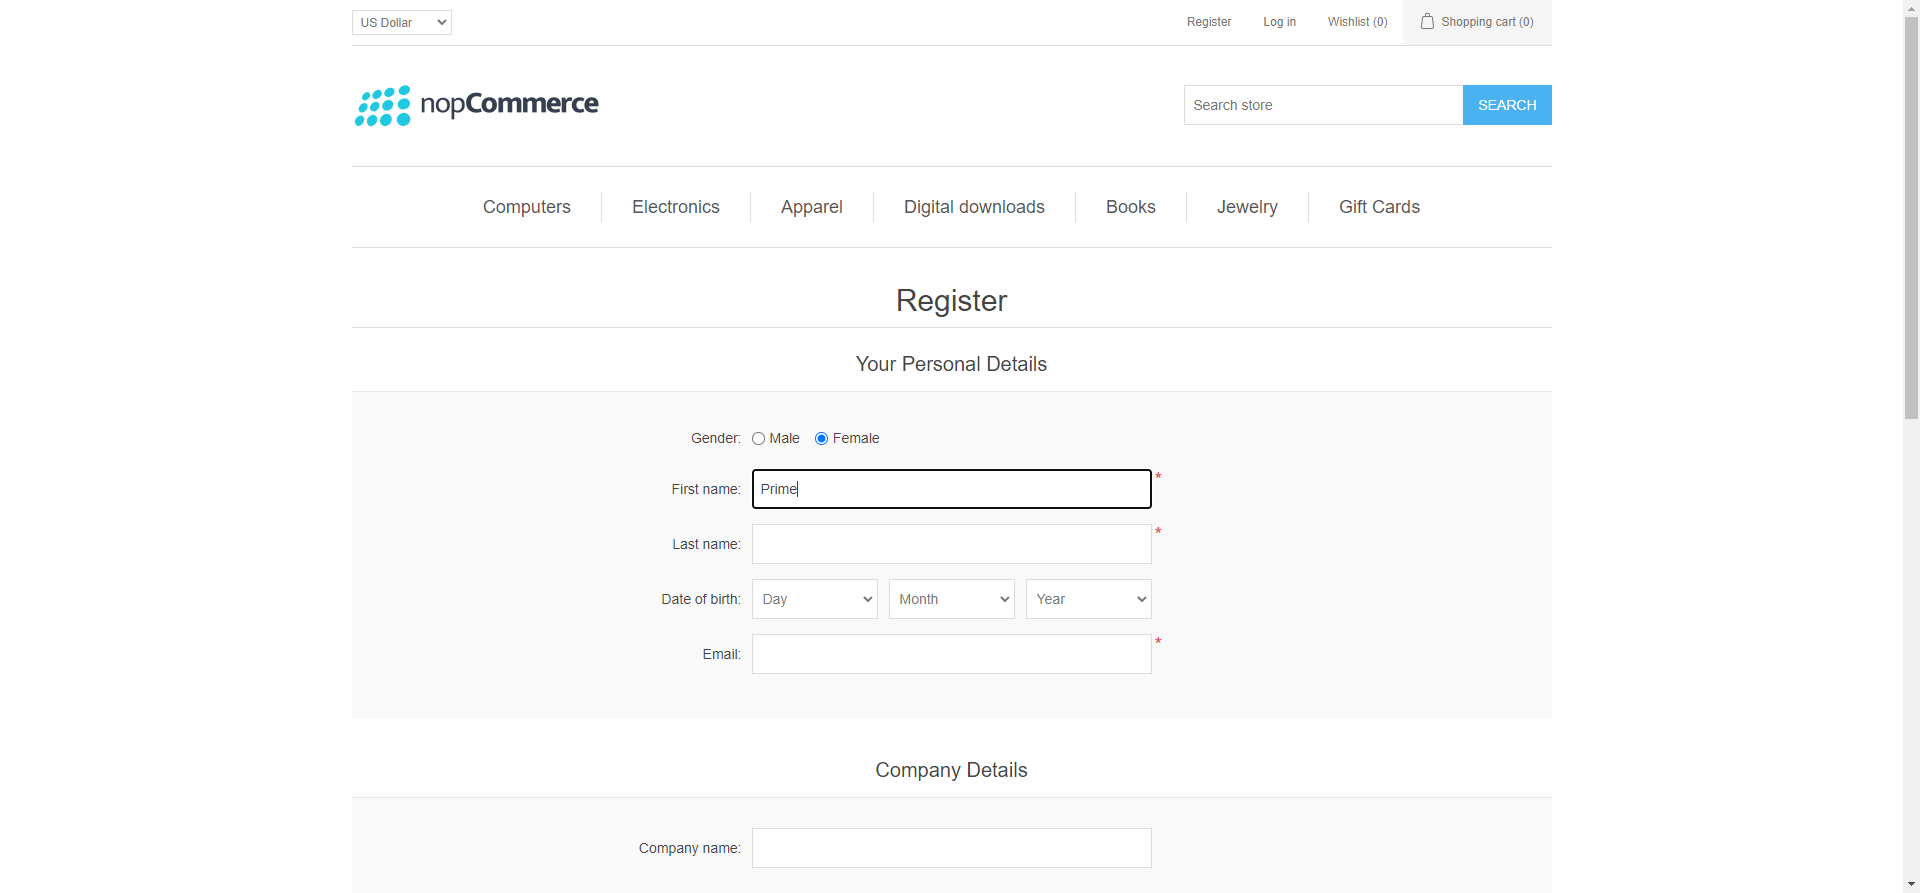 US Dollar
Register Log in Wishlist (0) Shopping cart (0)
nopCommerce
Search store SEARCH
Computers Electronics Apparel Digital downloads Books Jewelry Gift Cards
Register
Your Personal Details
Gender: Male Female
First name: Prime *
Last name: *
Date of birth: Day Month Year
Email: *
Company Details
Company name: